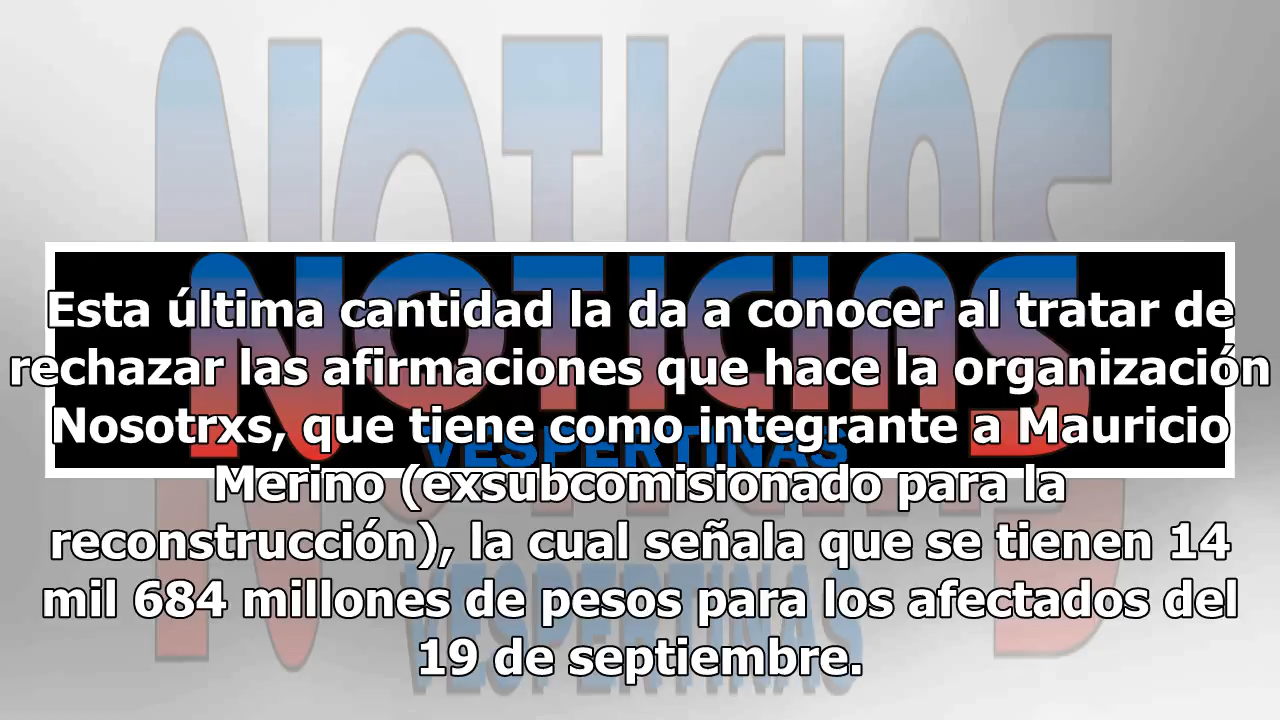 NOTICIAS
VESPERTINAS
NOTICIAS
VESPERTINAS
Esta última cantidad la da a conocer al tratar de
rechazar las afirmaciones que hace la organización
Nosotrxs, que tiene como integrante a Mauricio
Merino (exsubcomisionado para la
reconstrucción), la cual señala que se tienen 14
mil 684 millones de pesos para los afectados del
19 de septiembre.